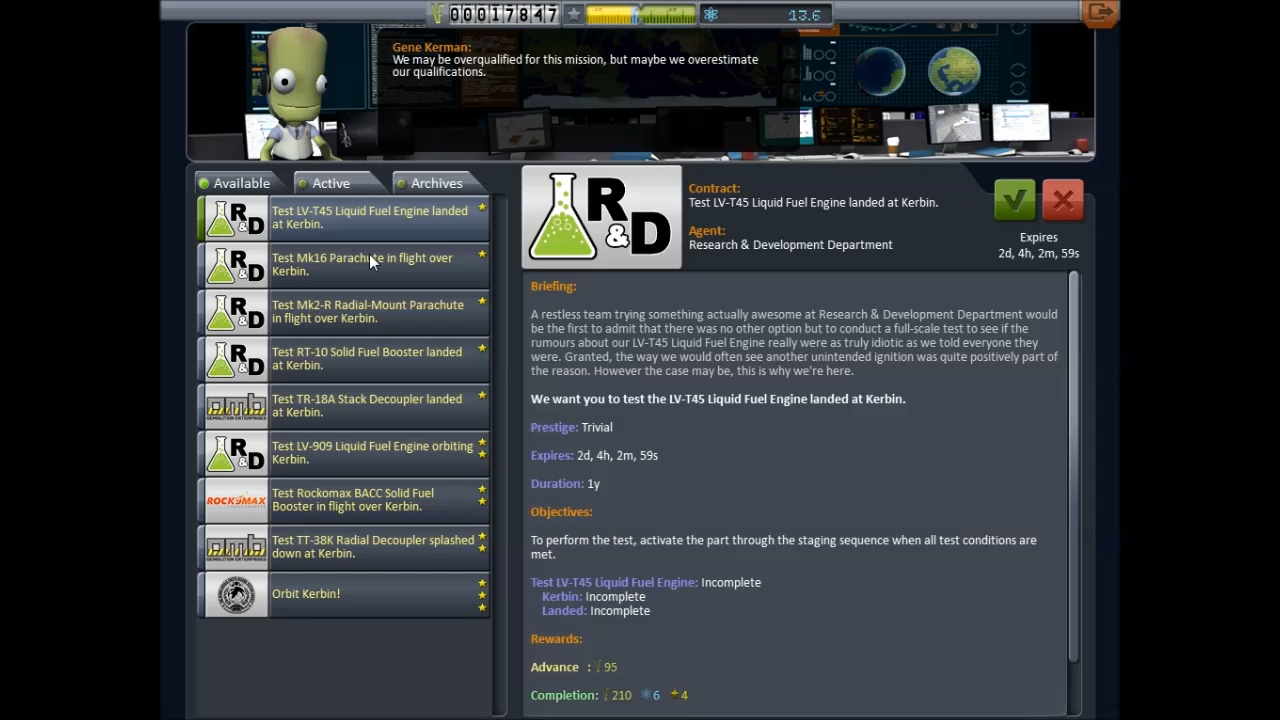 00017847
13.6
Gene Kerman:
We may be overqualified for this mission, but maybe we overestimate
our qualifications.
Available
Active
Archives
R&D
Test LV-T45 Liquid Fuel Engine landed
at Kerbin.
R&D
Test Mk16 Parachute in flight over
Kerbin.
R&D
Test Mk2-R Radial-Mount Parachute
in flight over Kerbin.
R&D
Test RT-10 Solid Fuel Booster landed
at Kerbin.
Test TR-18A Stack Decoupler landed
at Kerbin.
R&D
Test LV-909 Liquid Fuel Engine orbiting
Kerbin.
ROCKOMAX
Test Rockomax BACC Solid Fuel
Booster in flight over Kerbin.
Test TT-38K Radial Decoupler splashed
down at Kerbin.
Orbit Kerbin!
R&D
Contract:
Test LV-T45 Liquid Fuel Engine landed at Kerbin.
Agent:
Research & Development Department
Expires
2d, 4h, 2m, 59s
Briefing:
A restless team trying something actually awesome at Research & Development Department would
be the first to admit that there was no other option but to conduct a full-scale test to see if the
rumours about our LV-T45 Liquid Fuel Engine really were as truly idiotic as we told everyone they
were. Granted, the way we would often see another unintended ignition was quite positively part of
the reason. However the case may be, this is why we're here.
We want you to test the LV-T45 Liquid Fuel Engine landed at Kerbin.
Prestige: Trivial
Expires: 2d, 4h, 2m, 59s
Duration: 1y
Objectives:
To perform the test, activate the part through the staging sequence when all test conditions are
met.
Test LV-T45 Liquid Fuel Engine: Incomplete
Kerbin: Incomplete
Landed: Incomplete
Rewards:
Advance : 95
Completion: 210 6 4